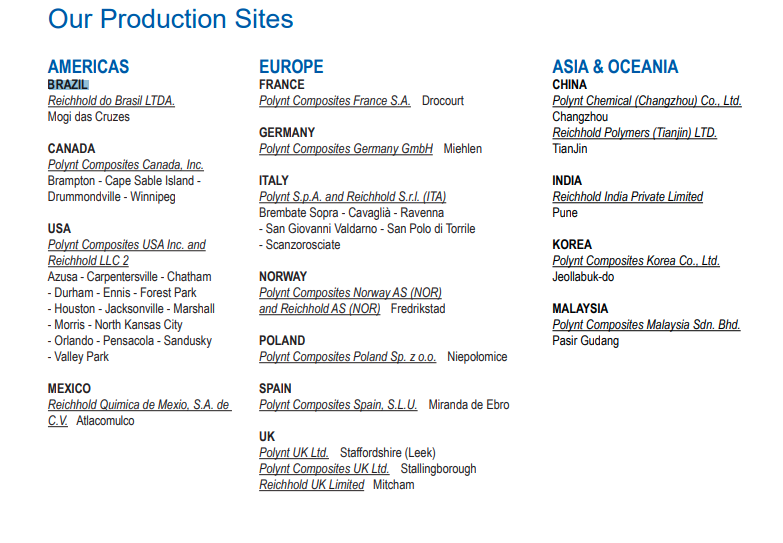 Our Production Sites
AMERICAS
BRAZIL
Reichhold do Brasil LTDA.
Mogi das Cruzes
CANADA
Polynt Composites Canada, Inc.
Brampton - Cape Sable Island -
Drummondville - Winnipeg
USA
Polynt Composites USA Inc. and
Reichhold LLC 2
Azusa - Carpentersville - Chatham
- Durham - Ennis - Forest Park
- Houston - Jacksonville - Marshall
- Morris - North Kansas City
- Orlando - Pensacola - Sandusky
- Valley Park
MEXICO
Reichhold Quimica de Mexio, S.A. de
C.V. Atlacomulco
EUROPE
FRANCE
Polynt Composites France S.A. Drocourt
GERMANY
Polynt Composites Germany GmbH Miehlen
ITALY
Polynt S.p.A. and Reichhold S.r.l. (ITA)
Brembate Sopra - Cavaglià - Ravenna
- San Giovanni Valdarno - San Polo di Torrile
- Scanzorosciate
NORWAY
Polynt Composites Norway AS (NOR)
and Reichhold AS (NOR) Fredrikstad
POLAND
Polynt Composites Poland Sp. z o.o. Niepołomice
SPAIN
Polynt Composites Spain, S.L.U. Miranda de Ebro
UK
Polynt UK Ltd. Staffordshire (Leek)
Polynt Composites UK Ltd. Stallingborough
Reichhold UK Limited Mitcham
ASIA & OCEANIA
CHINA
Polynt Chemical (Changzhou) Co., Ltd.
Changzhou
Reichhold Polymers (Tianjin) LTD.
TianJin
INDIA
Reichhold India Private Limited
Pune
KOREA
Polynt Composites Korea Co., Ltd.
Jeollabuk-do
MALAYSIA
Polynt Composites Malaysia Sdn. Bhd.
Pasir Gudang